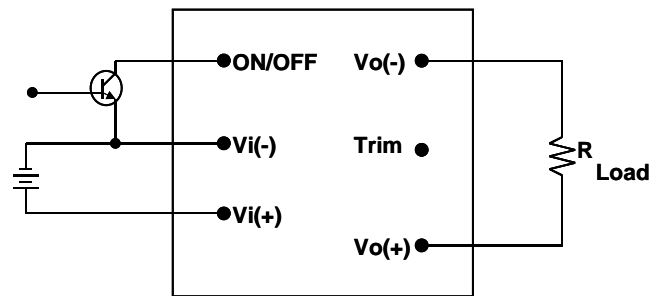 ON/OFF
Vo(-)
Vi(-)
Trim
R
Load
Vi(+)
Vo(+)